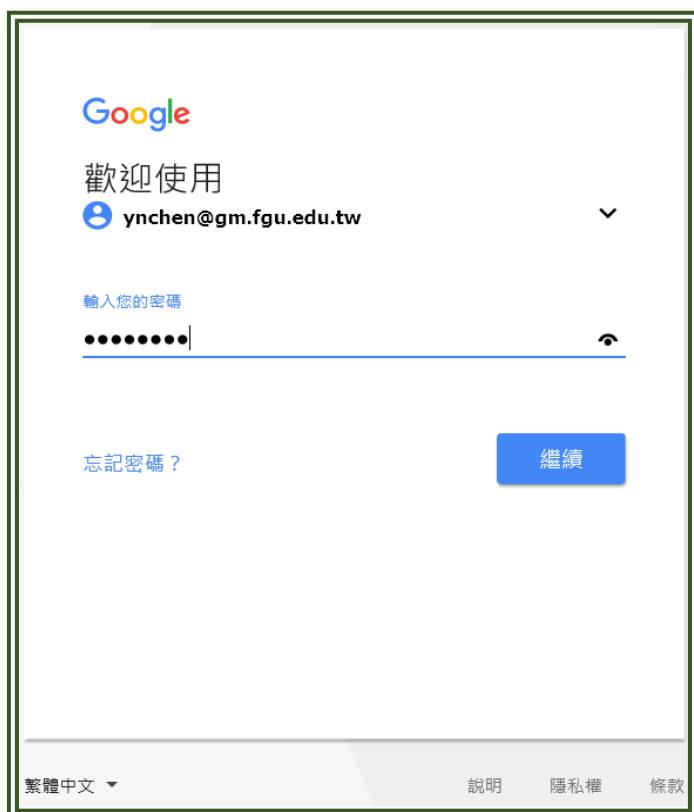 Google
歡迎使用
ynchen@gm.fgu.edu.tw
輸入您的密碼
••••••••
忘記密碼？
繼續
繁體中文
說明 隱私權 條款